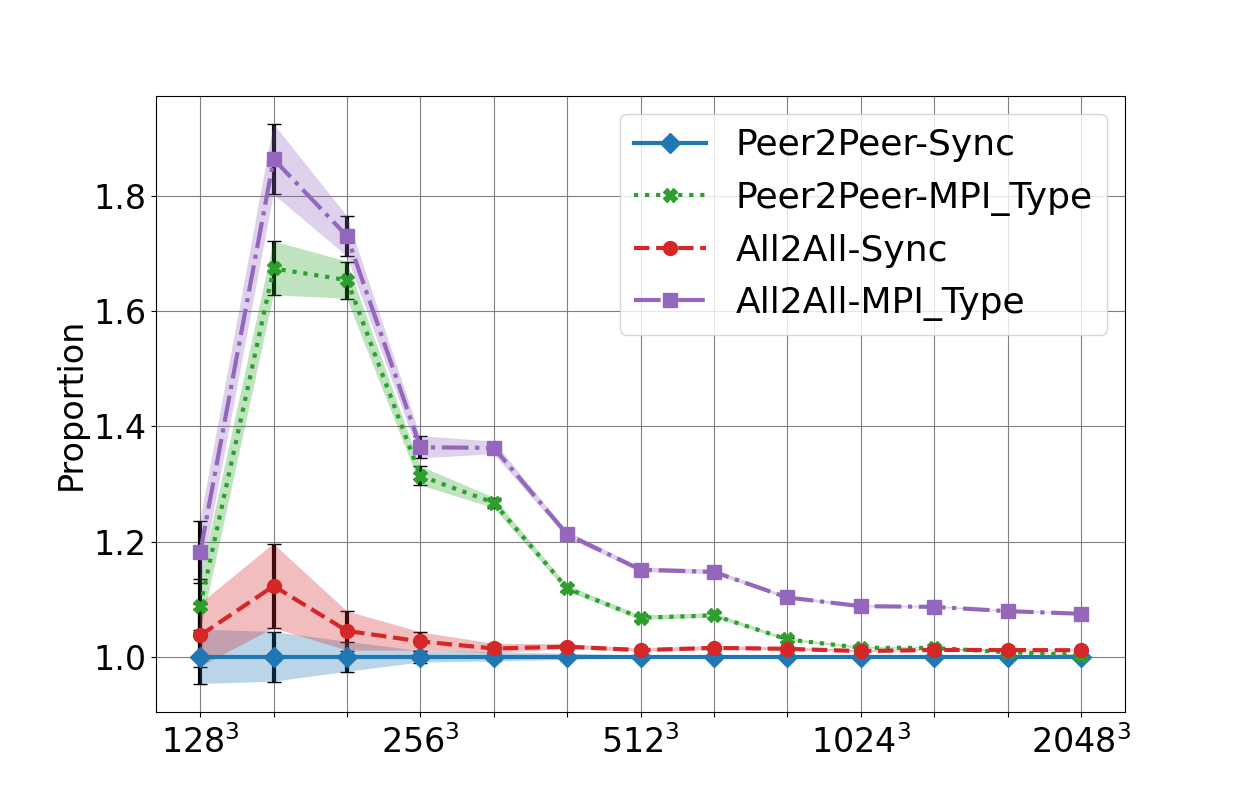 Peer2Peer-Sync
Peer2Peer-MPI_Type
All2All-Sync
All2All-MPI_Type
Proportion
1.8
1.6
1.4
1.2
1.0
128³ 256³ 512³ 1024³ 2048³